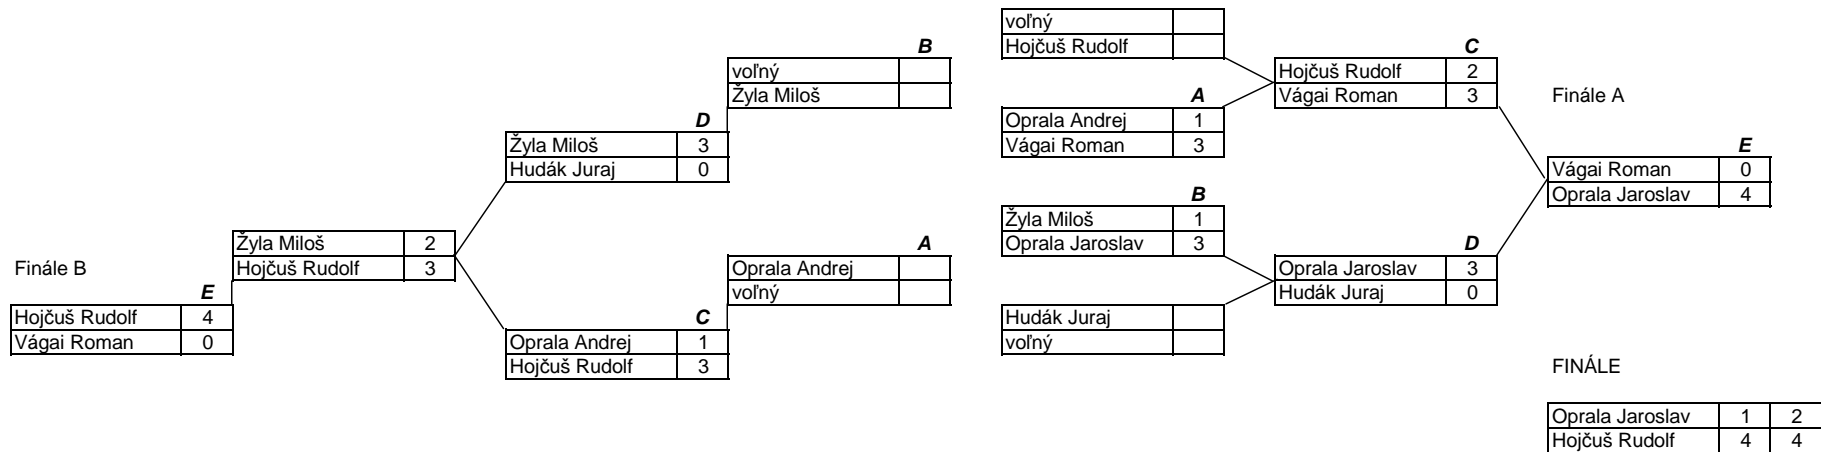 voľný
Hojčuš Rudolf
B
C
voľný
Žyla Miloš
Hojčuš Rudolf 2
Vágai Roman 3
Finále A
A
D
Oprala Andrej 1
Vágai Roman 3
Žyla Miloš 3
Hudák Juraj 0
E
Vágai Roman 0
Oprala Jaroslav 4
B
Žyla Miloš 1
Oprala Jaroslav 3
Žyla Miloš 2
Hojčuš Rudolf 3
A
D
Finále B
Oprala Andrej
voľný
Oprala Jaroslav 3
Hudák Juraj 0
E
Hojčuš Rudolf 4
Vágai Roman 0
C
Hudák Juraj
voľný
Oprala Andrej 1
Hojčuš Rudolf 3
FINÁLE
Oprala Jaroslav 1 2
Hojčuš Rudolf 4 4